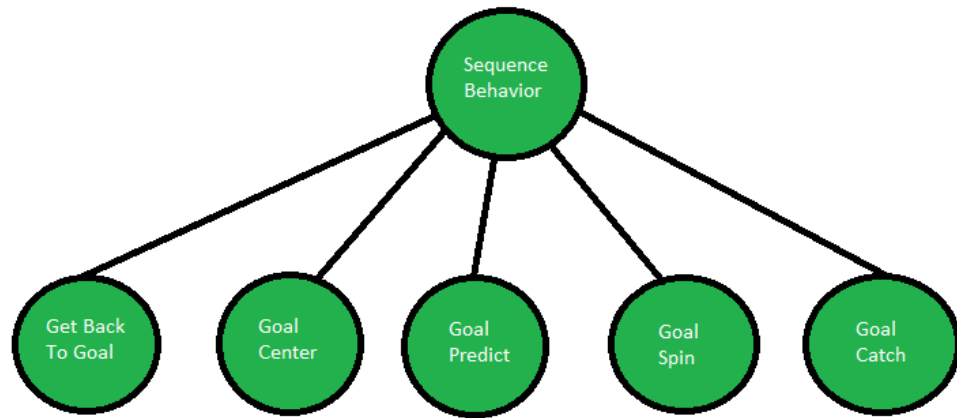 Sequence
Behavior
Get Back
To Goal
Goal
Center
Goal
Predict
Goal
Spin
Goal
Catch